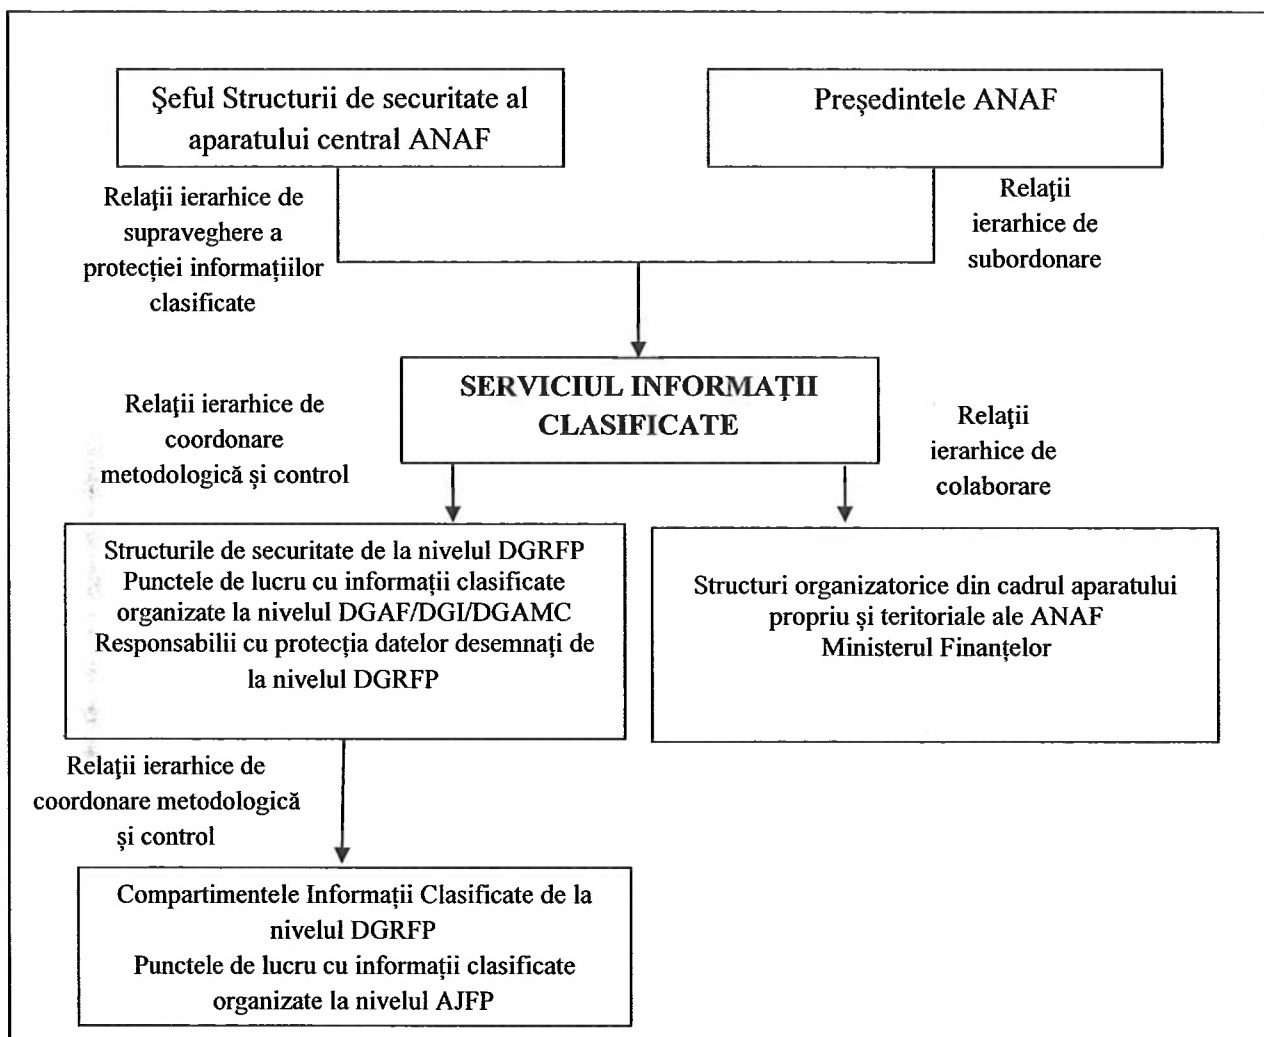 Şeful Structurii de securitate al
aparatului central ANAF
Preşedintele ANAF
Relaţii ierarhice de
supraveghere a
protecţiei informaţiilor
clasificate
Relaţii
ierarhice de
subordonare
SERVICIUL INFORMAŢII
CLASIFICATE
Relaţii ierarhice de
coordonare
metodologică și control
Relaţii
ierarhice de
colaborare
Structurile de securitate de la nivelul DGRFP
Punctele de lucru cu informaţii clasificate
organizate la nivelul DGAF/DGI/DGAMC
Responsabilii cu protecţia datelor desemnaţi de
la nivelul DGRFP
Structuri organizatorice din cadrul aparatului
propriu și teritoriale ale ANAF
Ministerul Finanţelor
Relaţii ierarhice de
coordonare metodologică
și control
Compartimentele Informaţii Clasificate de la
nivelul DGRFP
Punctele de lucru cu informaţii clasificate
organizate la nivelul AJFP